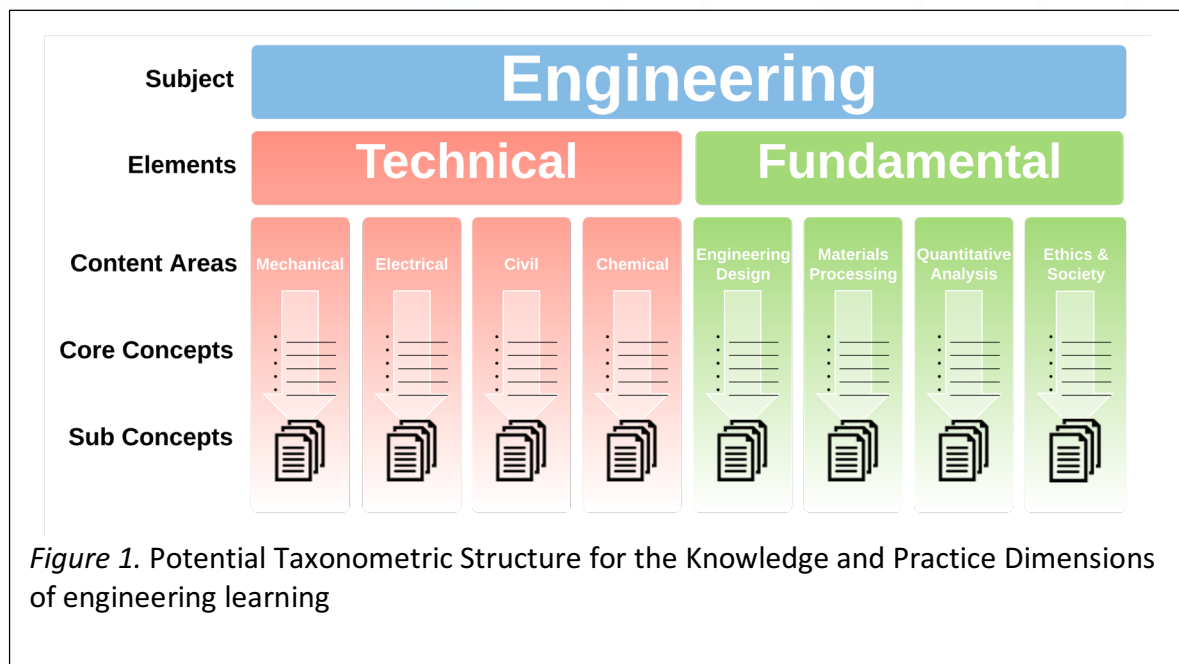 Subject
Engineering
Elements
Technical
Fundamental
Content Areas
Mechanical
Electrical
Civil
Chemical
Engineering
Design
Materials
Processing
Quantitative
Analysis
Ethics &
Society
Core Concepts
Sub Concepts
Figure 1. Potential Taxonometric Structure for the Knowledge and Practice Dimensions
of engineering learning